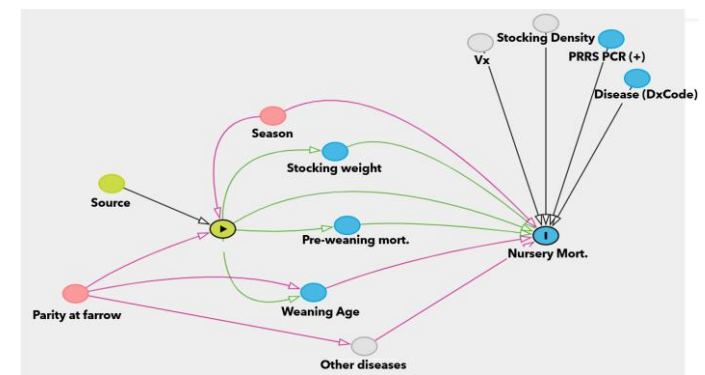 Stocking Density
Vx
PRRS PCR (+)
Disease (DxCode)
Season
Stocking weight
Source
Pre-weaning mort.
Nursery Mort.
Parity at farrow
Weaning Age
Other diseases